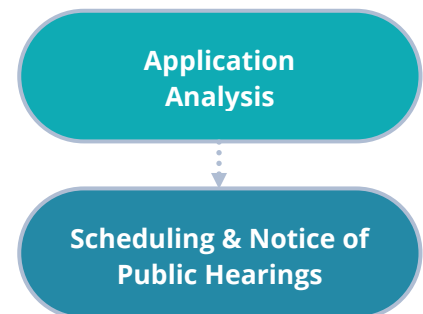 Application
Analysis
Scheduling & Notice of
Public Hearings